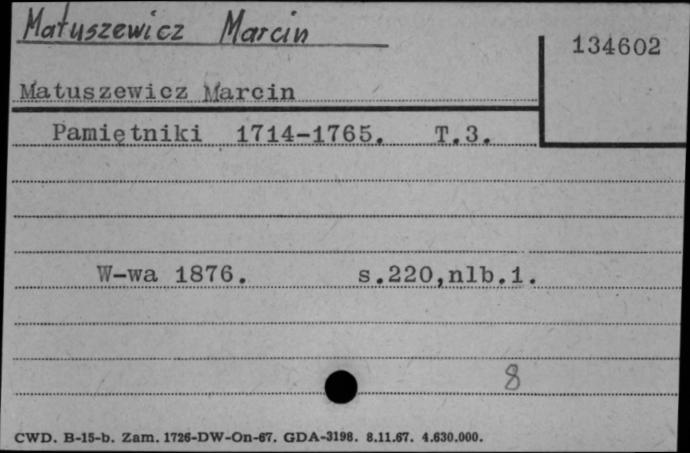 Matuszewicz Marcin
134602
Matuszewicz Marcin
Pamiętniki 1714-1765. T.3.
W-wa 1876. s.220,nlb.1.
8
CWD. B-15-b. Zam. 1726-DW-On-67. GDA-3198. 8.11.67. 4.630.000.